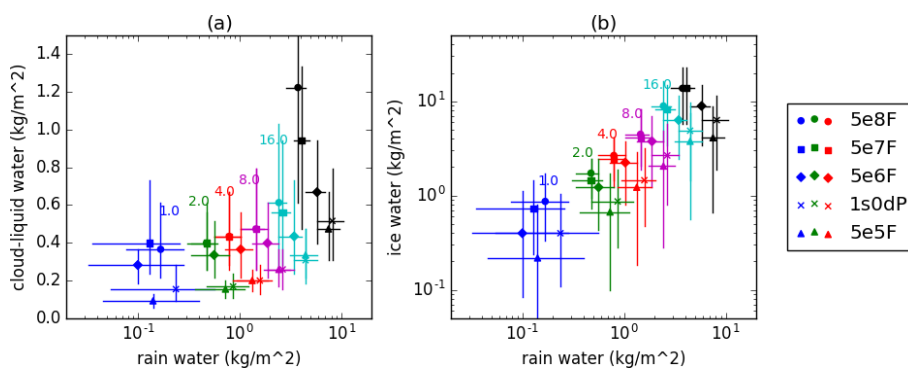 (a)
cloud-liquid water (kg/m^2)
1.4
1.2
1.0
0.8
0.6
0.4
0.2
0.0
1.0
2.0
4.0
8.0
16.0
10^-1
10^0
10^1
rain water (kg/m^2)
(b)
ice water (kg/m^2)
10^1
10^0
10^-1
1.0
2.0
4.0
8.0
16.0
10^-1
10^0
10^1
rain water (kg/m^2)
5e8F
5e7F
5e6F
1s0dP
5e5F